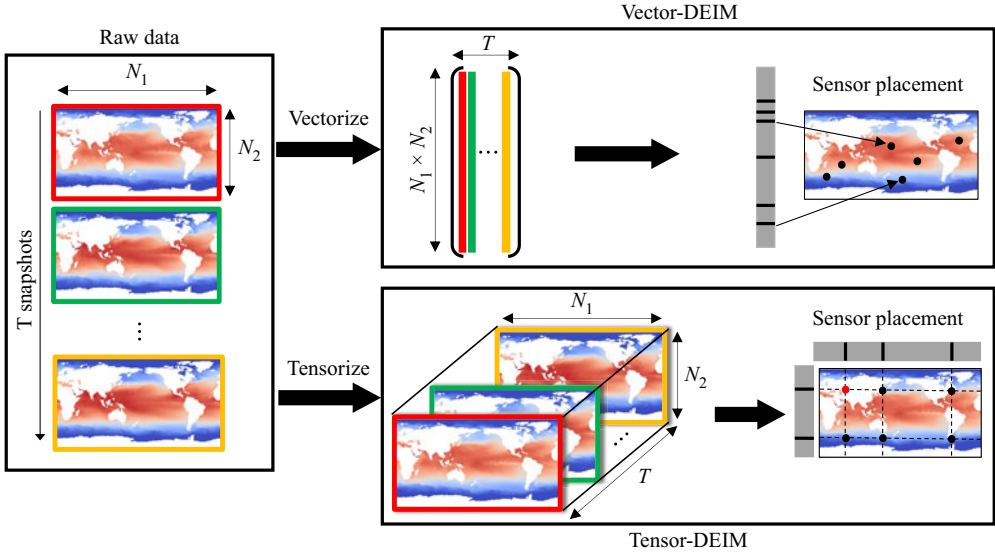 Vector-DEIM
Raw data
N1
N2
T snapshots
⋮
Vectorize
T
N1 × N2
...
Sensor placement
Tensorize
N1
N2
...
T
Sensor placement
Tensor-DEIM